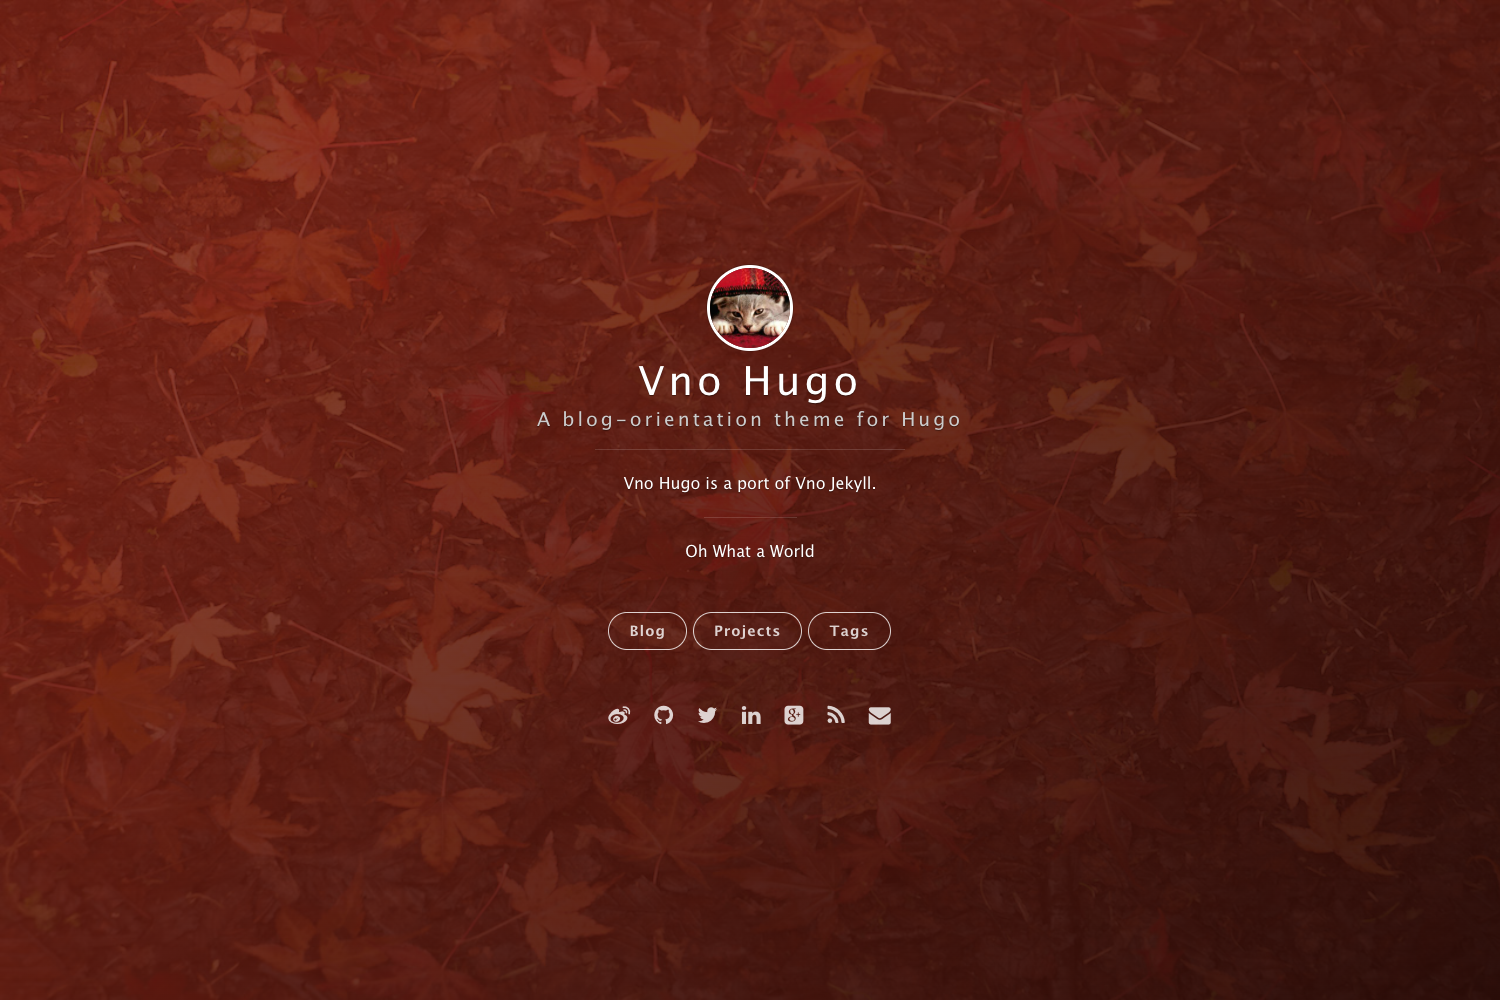 Vno Hugo
A blog-orientation theme for Hugo
Vno Hugo is a port of Vno Jekyll.
Oh What a World
Blog Projects Tags